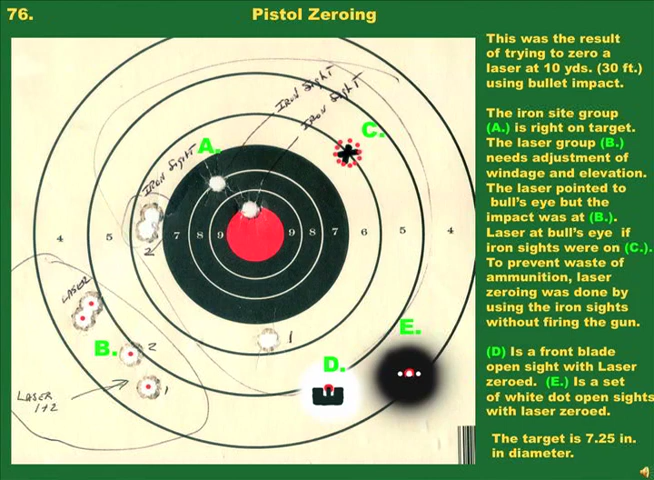 76.
Pistol Zeroing
This was the result
of trying to zero a
laser at 10 yds. (30 ft.)
using bullet impact.
The iron site group
(A.) is right on target.
The laser group (B.)
needs adjustment of
windage and elevation.
The laser pointed to
bull's eye but the
impact was at (B.).
Laser at bull's eye if
iron sights were on (C.).
To prevent waste of
ammunition, laser
zeroing was done by
using the iron sights
without firing the gun.
(D) Is a front blade
open sight with Laser
zeroed. (E.) Is a set
of white dot open sights
with laser zeroed.
The target is 7.25 in.
in diameter.
IRON SIGHT
IRON SIGHT
A.
C.
IRON SIGHT
4 5 7 8 9 9 8 7 5 4
2
LASER
B.
2
1
1
E.
D.
LASER
1+2